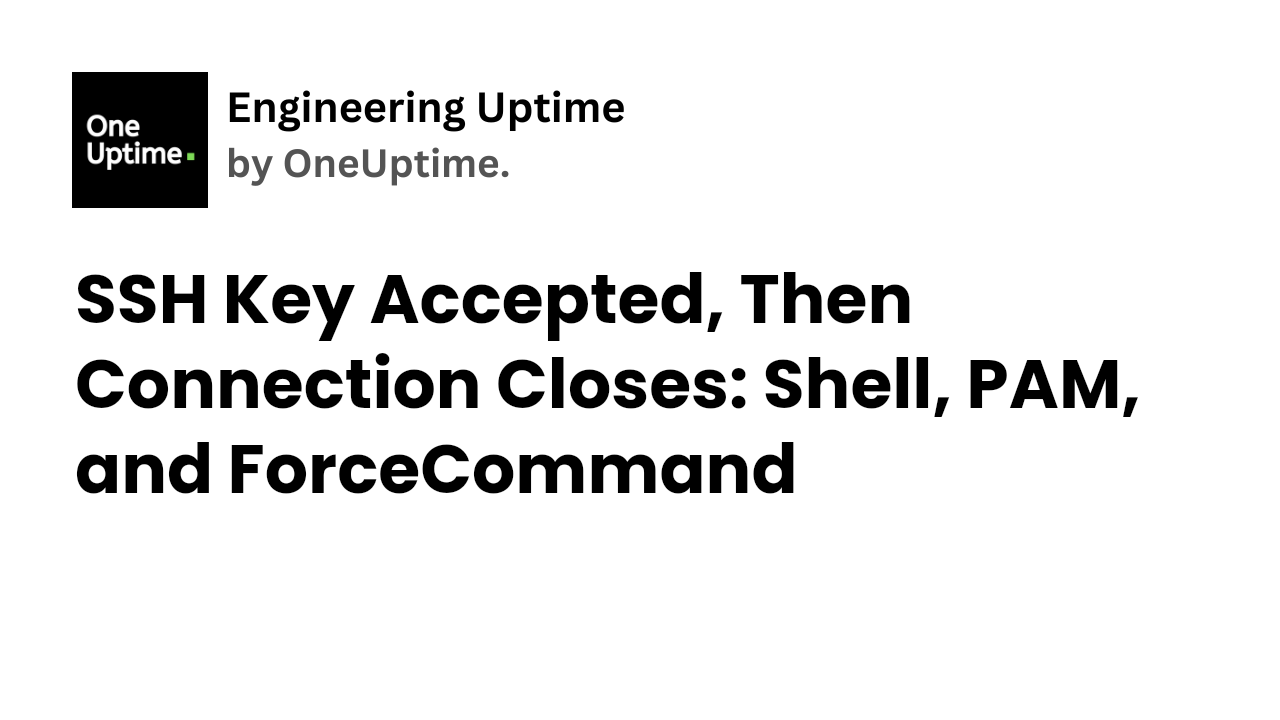 One
Uptime.
Engineering Uptime
by OneUptime.
SSH Key Accepted, Then
Connection Closes: Shell, PAM,
and ForceCommand